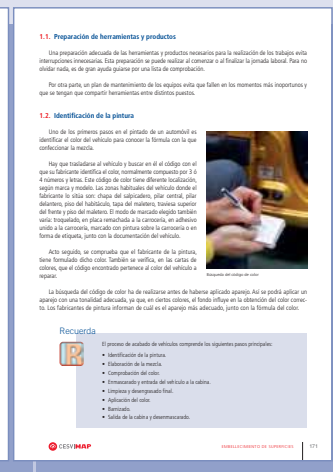 1.1. Preparación de herramientas y productos
Una preparación adecuada de las herramientas y productos necesarios para la realización de los trabajos evita
interrupciones innecesarias. Esta preparación se puede realizar al comenzar o al finalizar la jornada laboral. Para no
olvidar nada, es de gran ayuda guiarse por una lista de comprobación.
Por otra parte, un plan de mantenimiento de los equipos evita que fallen en los momentos más inoportunos y
que se tengan que compartir herramientas entre distintos puestos.
1.2. Identificación de la pintura
Uno de los primeros pasos en el pintado de un automóvil es
identificar el color del vehículo para conocer la fórmula con la que
confeccionar la mezcla.
Hay que trasladarse al vehículo y buscar en él el código con el
que su fabricante identifica el color, normalmente compuesto por 3 ó
4 números y letras. Este código de color tiene diferente localización,
según marca y modelo. Las zonas habituales del vehículo donde el
fabricante lo sitúa son: chapa del salpicadero, pilar central, pilar
delantero, piso del habitáculo, tapa del maletero, traviesa superior
del frente y piso del maletero. El modo de marcado elegido también
varía: troquelado, en placa remachada a la carrocería, en adhesivo
unido a la carrocería, marcado con pintura sobre la carrocería o en
forma de etiqueta, junto con la documentación del vehículo.
Acto seguido, se comprueba que el fabricante de la pintura,
tiene formulado dicho color. También se verifica, en las cartas de
colores, que el código encontrado pertenece al color del vehículo a
reparar.
Búsqueda del código de color
La búsqueda del código de color ha de realizarse antes de haberse aplicado aparejo. Así se podrá aplicar un
aparejo con una tonalidad adecuada, ya que, en ciertos colores, el fondo influye en la obtención del color correc-
to. Los fabricantes de pintura informan de cuál es el aparejo más adecuado, junto con la fórmula del color.
Recuerda
R
El proceso de acabado de vehículos comprende los siguientes pasos principales:
• Identificación de la pintura.
• Elaboración de la mezcla.
• Comprobación del color.
• Enmascarado y entrada del vehículo a la cabina.
• Limpieza y desengrasado final.
• Aplicación del color.
• Barnizado.
• Salida de la cabina y desenmascarado.
CESVIMAP
EMBELLECIMIENTO DE SUPERFICIES 171